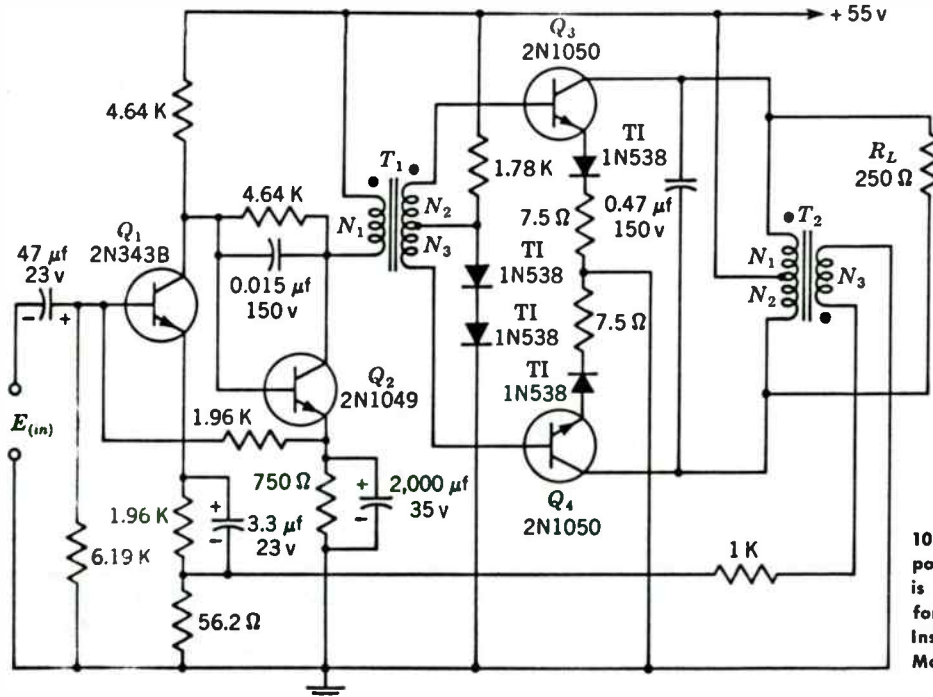 + 55 v
Q3
2N1050
4.64 K
T1
1.78 K
TI
1N538
RL
250 Ω
N1
N2
N3
4.64 K
7.5 Ω
0.47 μf
150 v
T2
N1
N2
N3
Q1
2N343B
47 μf
23 v
- +
0.015 μf
150 v
TI
1N538
TI
1N538
7.5 Ω
TI
1N538
Q2
2N1049
E(in)
1.96 K
750 Ω
+
-
2,000 μf
35 v
Q4
2N1050
1.96 K
+
-
3.3 μf
23 v
6.19 K
1 K
56.2 Ω
10
po
is
for
Ins
Mo